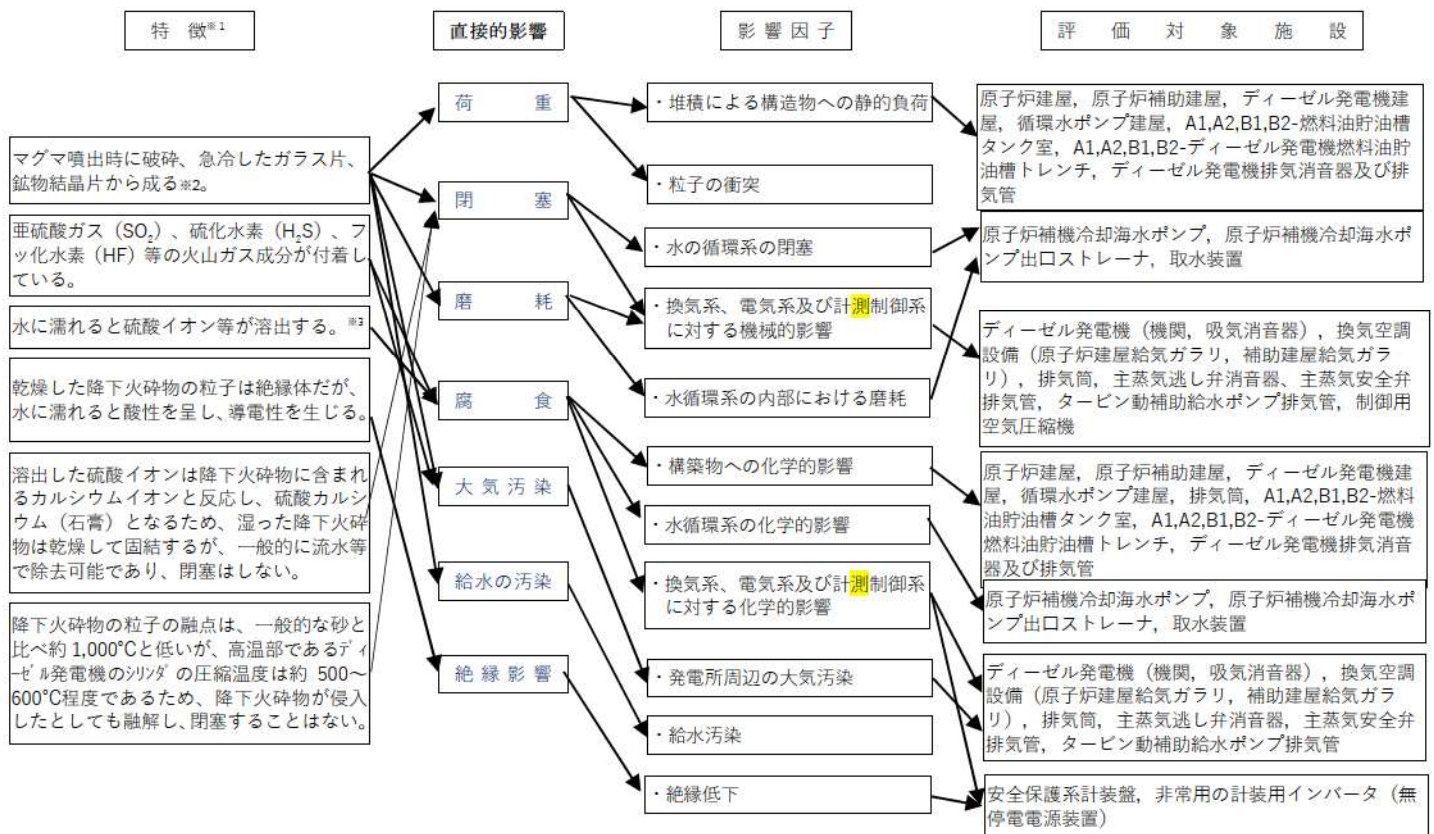 特 徴※1
直接的影響
影 響 因 子
評 価 対 象 施 設
マグマ噴出時に破砕、急冷したガラス片、
鉱物結晶片から成る※2。
亜硫酸ガス（SO₂）、硫化水素（H₂S）、フ
ッ化水素（HF）等の火山ガス成分が付着し
ている。
水に濡れると硫酸イオン等が溶出する。※3
乾燥した降下火砕物の粒子は絶縁体だが、
水に濡れると酸性を呈し、導電性を生じる。
溶出した硫酸イオンは降下火砕物に含まれ
るカルシウムイオンと反応し、硫酸カルシ
ウム（石膏）となるため、湿った降下火砕
物は乾燥して固結するが、一般的に流水等
で除去可能であり、閉塞はしない。
降下火砕物の粒子の融点は、一般的な砂と
比べ約 1,000℃と低いが、高温部であるディ
ーゼル発電機のシリンダの圧縮温度は約 500～
600℃程度であるため、降下火砕物が侵入
したとしても融解し、閉塞することはない。
荷 重
閉 塞
磨 耗
腐 食
大 気 汚 染
給水の汚染
絶 縁 影 響
・堆積による構造物への静的負荷
・粒子の衝突
・水の循環系の閉塞
・換気系、電気系及び計測制御系
に対する機械的影響
・水循環系の内部における磨耗
・構築物への化学的影響
・水循環系の化学的影響
・換気系、電気系及び計測制御系
に対する化学的影響
・発電所周辺の大気汚染
・給水汚染
・絶縁低下
原子炉建屋，原子炉補助建屋，ディーゼル発電機建
屋，循環水ポンプ建屋，A1,A2,B1,B2-燃料油貯油槽
タンク室，A1,A2,B1,B2-ディーゼル発電機燃料油貯
油槽トレンチ，ディーゼル発電機排気消音器及び排
気管
原子炉補機冷却海水ポンプ，原子炉補機冷却海水ポ
ンプ出口ストレーナ，取水装置
ディーゼル発電機（機関，吸気消音器），換気空調
設備（原子炉建屋給気ガラリ，補助建屋給気ガラ
リ），排気筒，主蒸気逃し弁消音器、主蒸気安全弁
排気管，タービン動補助給水ポンプ排気管，制御用
空気圧縮機
原子炉建屋，原子炉補助建屋，ディーゼル発電機建
屋，循環水ポンプ建屋，排気筒，A1,A2,B1,B2-燃料
油貯油槽タンク室，A1,A2,B1,B2-ディーゼル発電機
燃料油貯油槽トレンチ，ディーゼル発電機排気消音
器及び排気管
原子炉補機冷却海水ポンプ，原子炉補機冷却海水ポ
ンプ出口ストレーナ，取水装置
ディーゼル発電機（機関，吸気消音器），換気空調
設備（原子炉建屋給気ガラリ，補助建屋給気ガラ
リ），排気筒，主蒸気逃し弁消音器，主蒸気安全弁
排気管，タービン動補助給水ポンプ排気管
安全保護系計装盤，非常用の計装用インバータ（無
停電電源装置）